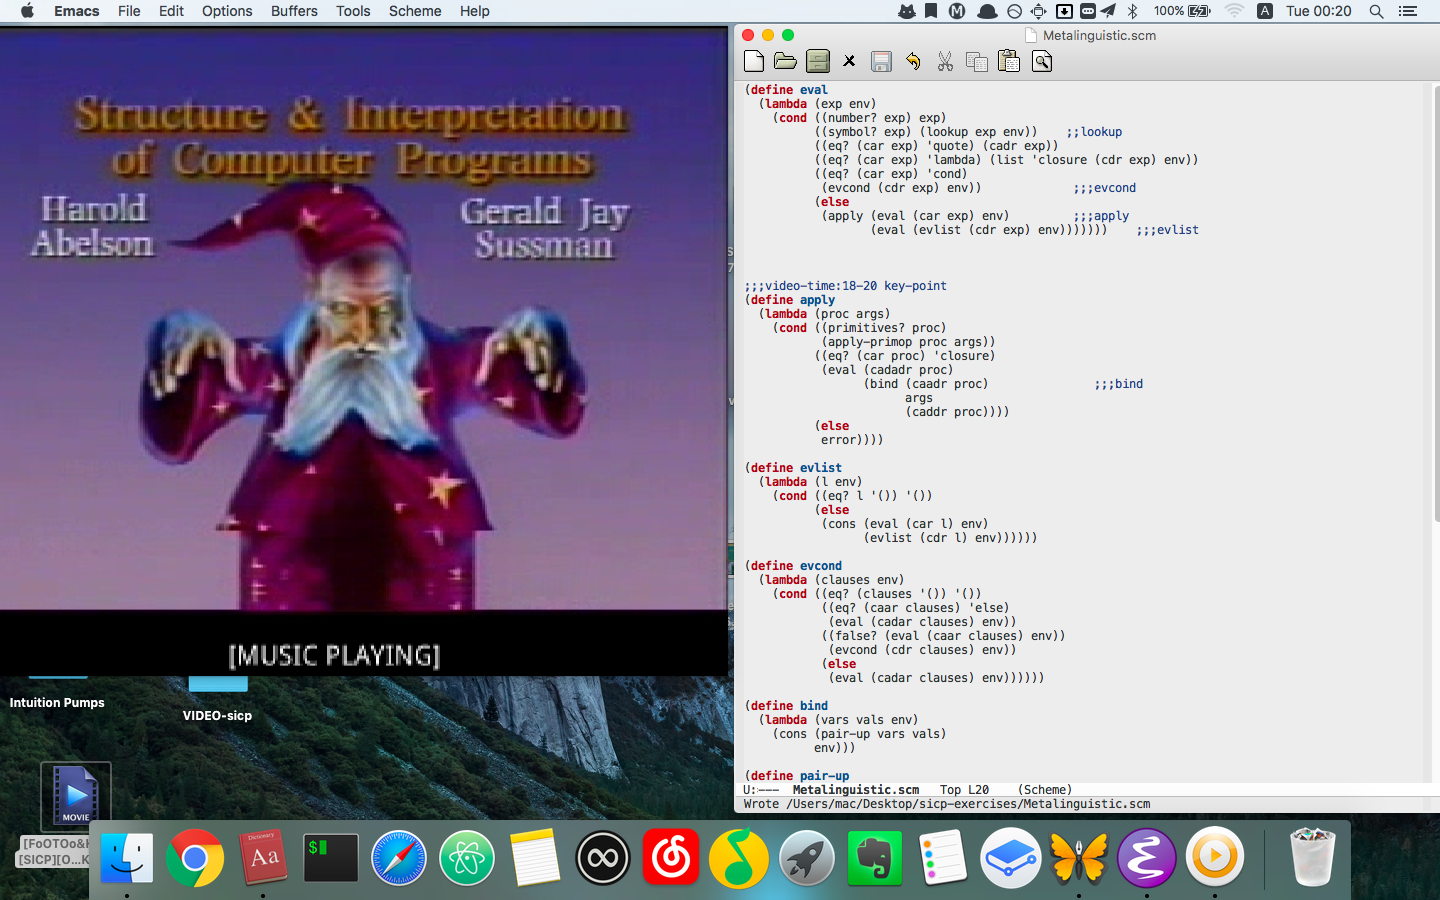 Emacs File Edit Options Buffers Tools Scheme Help 100% A Tue 00:20
Structure & Interpretation
of Computer Programs
Harold
Abelson
Gerald Jay
Sussman
[MUSIC PLAYING]
Intuition Pumps
VIDEO-sicp
MOVIE
[FoOTOo&H
[SICP][O...K
Metalinguistic.scm
(define eval
  (lambda (exp env)
    (cond ((number? exp) exp)
          ((symbol? exp) (lookup exp env))    ;;lookup
          ((eq? (car exp) 'quote) (cadr exp))
          ((eq? (car exp) 'lambda) (list 'closure (cdr exp) env))
          ((eq? (car exp) 'cond)
           (evcond (cdr exp) env))             ;;;evcond
          (else
           (apply (eval (car exp) env)         ;;;apply
                  (eval (evlist (cdr exp) env)))))))    ;;;evlist
;;;video-time:18-20 key-point
(define apply
  (lambda (proc args)
    (cond ((primitives? proc)
           (apply-primop proc args))
          ((eq? (car proc) 'closure)
           (eval (cadadr proc)
                 (bind (caadr proc)               ;;;bind
                       args
                       (caddr proc))))
          (else
           error))))
(define evlist
  (lambda (l env)
    (cond ((eq? l '()) '())
          (else
           (cons (eval (car l) env)
                 (evlist (cdr l) env))))))
(define evcond
  (lambda (clauses env)
    (cond ((eq? (clauses '()) '())
           ((eq? (caar clauses) 'else)
            (eval (cadar clauses) env))
           ((false? (eval (caar clauses) env))
            (evcond (cdr clauses) env))
           (else
            (eval (cadar clauses) env))))))
(define bind
  (lambda (vars vals env)
    (cons (pair-up vars vals)
          env)))
(define pair-up
U:--- Metalinguistic.scm Top L20 (Scheme)
Wrote /Users/mac/Desktop/sicp-exercises/Metalinguistic.scm
Dictionary
Aa
$